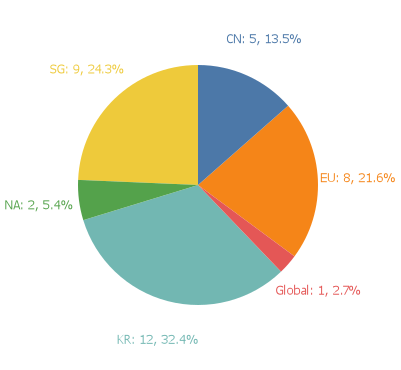 CN: 5, 13.5%
SG: 9, 24.3%
EU: 8, 21.6%
NA: 2, 5.4%
Global: 1, 2.7%
KR: 12, 32.4%